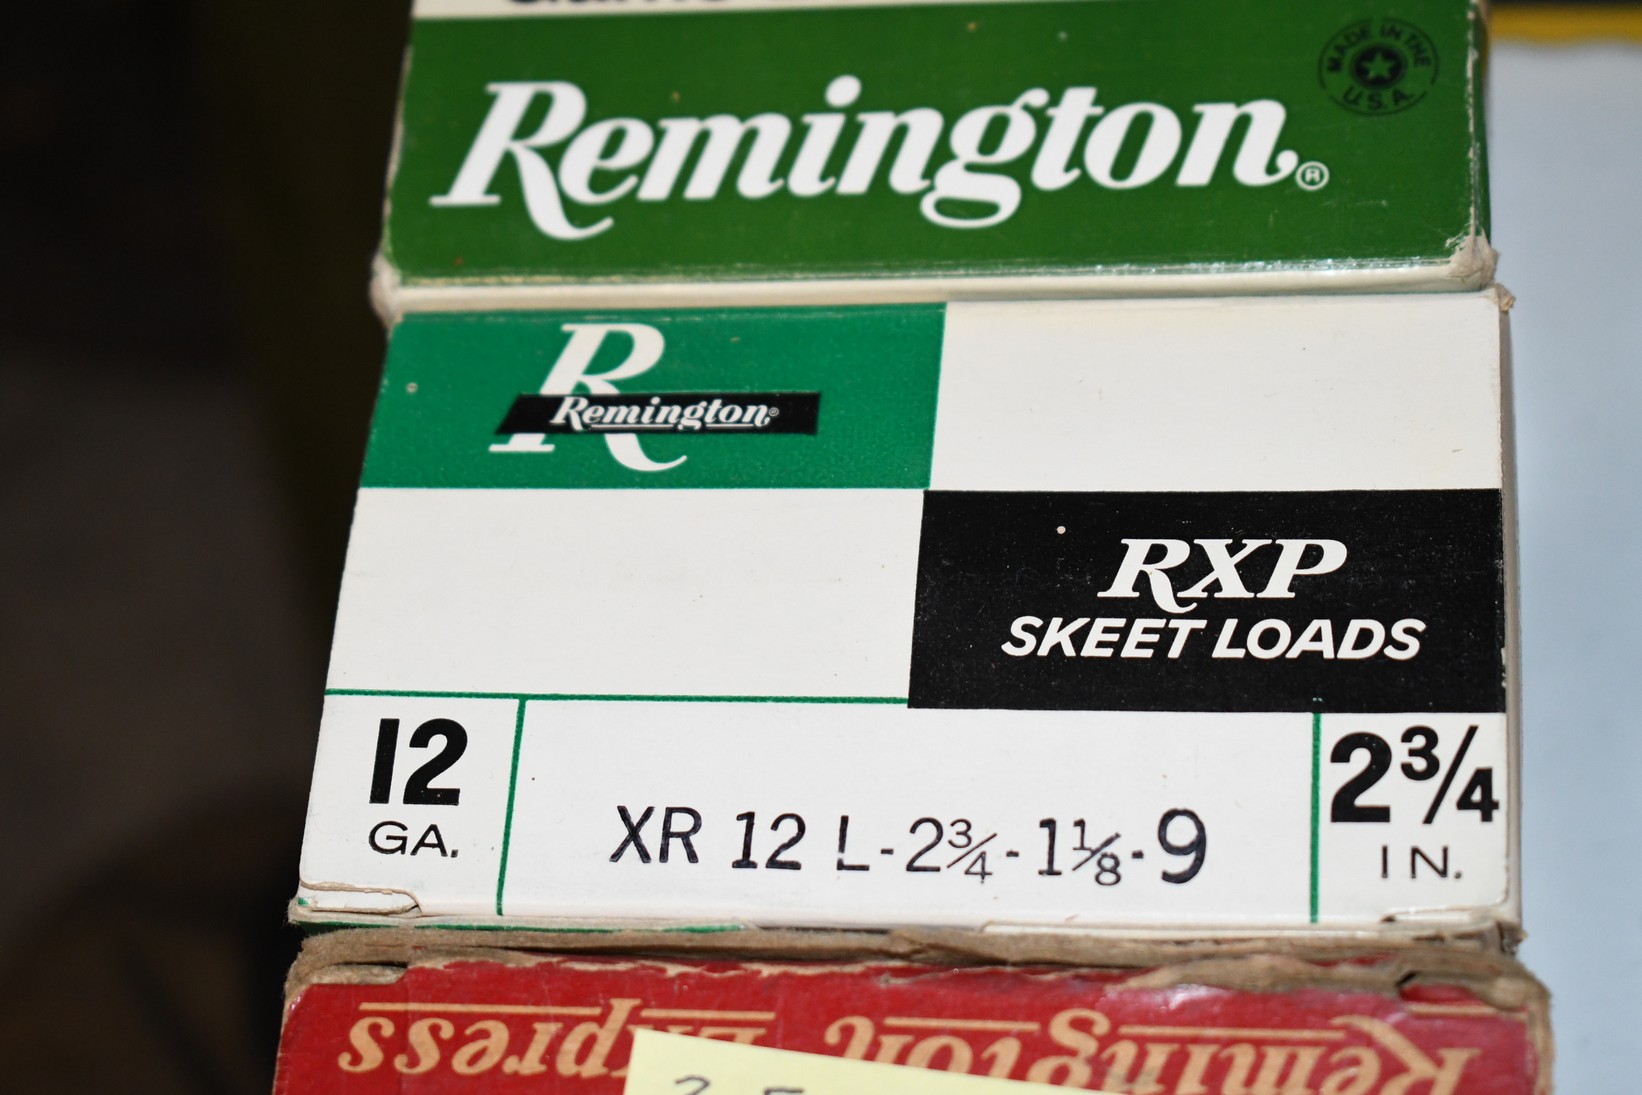 Remington®
MADE IN THE
U.S.A.
R
Remington®
RXP
SKEET LOADS
12
GA.
XR 12 L-2¾-1⅛-9
2¾
IN.
Remington Express